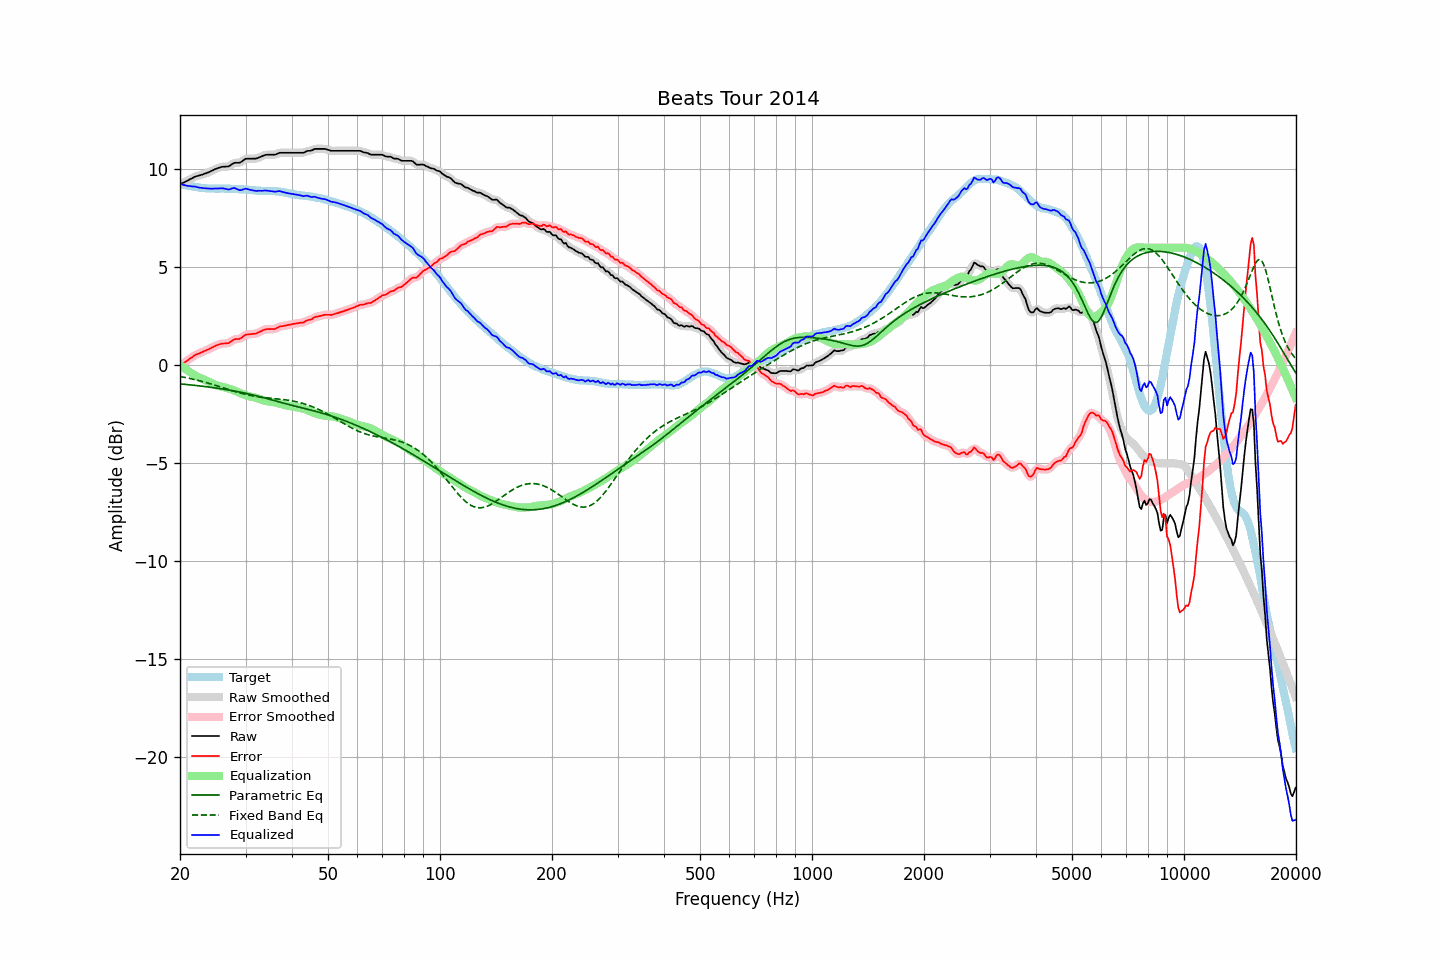 Beats Tour 2014
Amplitude (dBr)
10
5
0
−5
−10
−15
−20
Target
Raw Smoothed
Error Smoothed
Raw
Error
Equalization
Parametric Eq
Fixed Band Eq
Equalized
20 50 100 200 500 1000 2000 5000 10000 20000
Frequency (Hz)